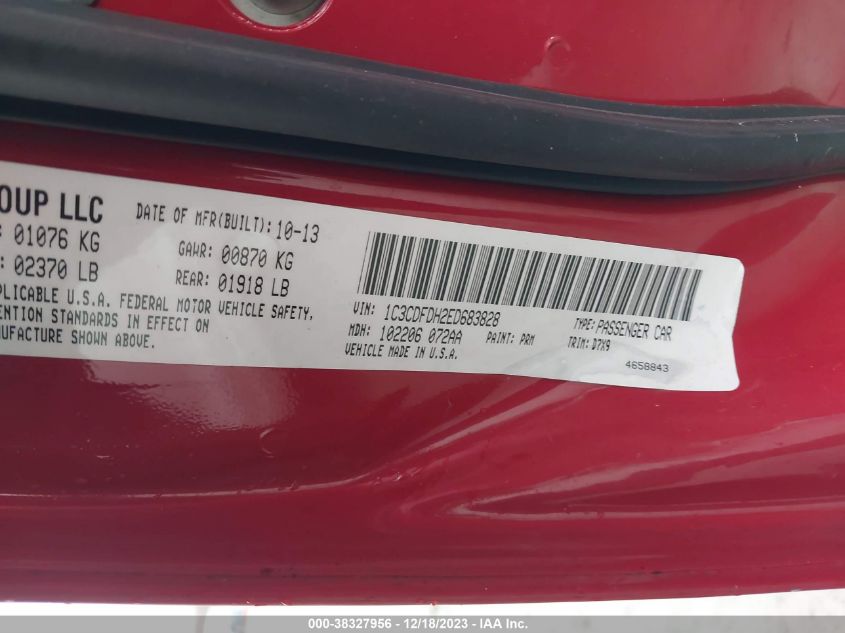 OUP LLC
01076 KG
02370 LB
DATE OF MFR(BUILT): 10-13
GAWR: 00870 KG
REAR: 01918 LB
PLICABLE U.S.A. FEDERAL MOTOR VEHICLE SAFETY,
ENTION STANDARDS IN EFFECT
NUFACTURE SHOWN ABOVE.
VIN: 1C3CDFDH2ED683828
TYPE: PASSENGER CAR
MDH: 102206 072AA
PAINT: PRM
TRIM: D7X9
VEHICLE MADE IN U.S.A.
4658843
000-38327956 - 12/18/2023 - IAA Inc.